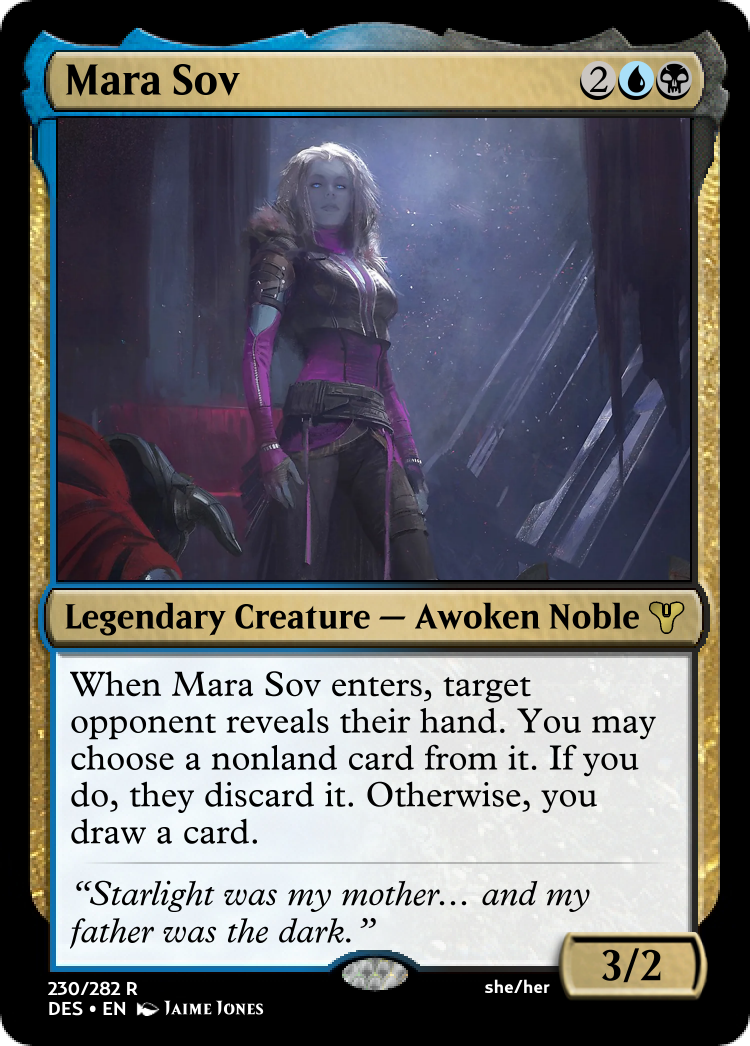 Mara Sov 2
Legendary Creature — Awoken Noble
When Mara Sov enters, target
opponent reveals their hand. You may
choose a nonland card from it. If you
do, they discard it. Otherwise, you
draw a card.
“Starlight was my mother… and my
father was the dark.”
3/2
230/282 R
she/her
DES • EN Jaime Jones